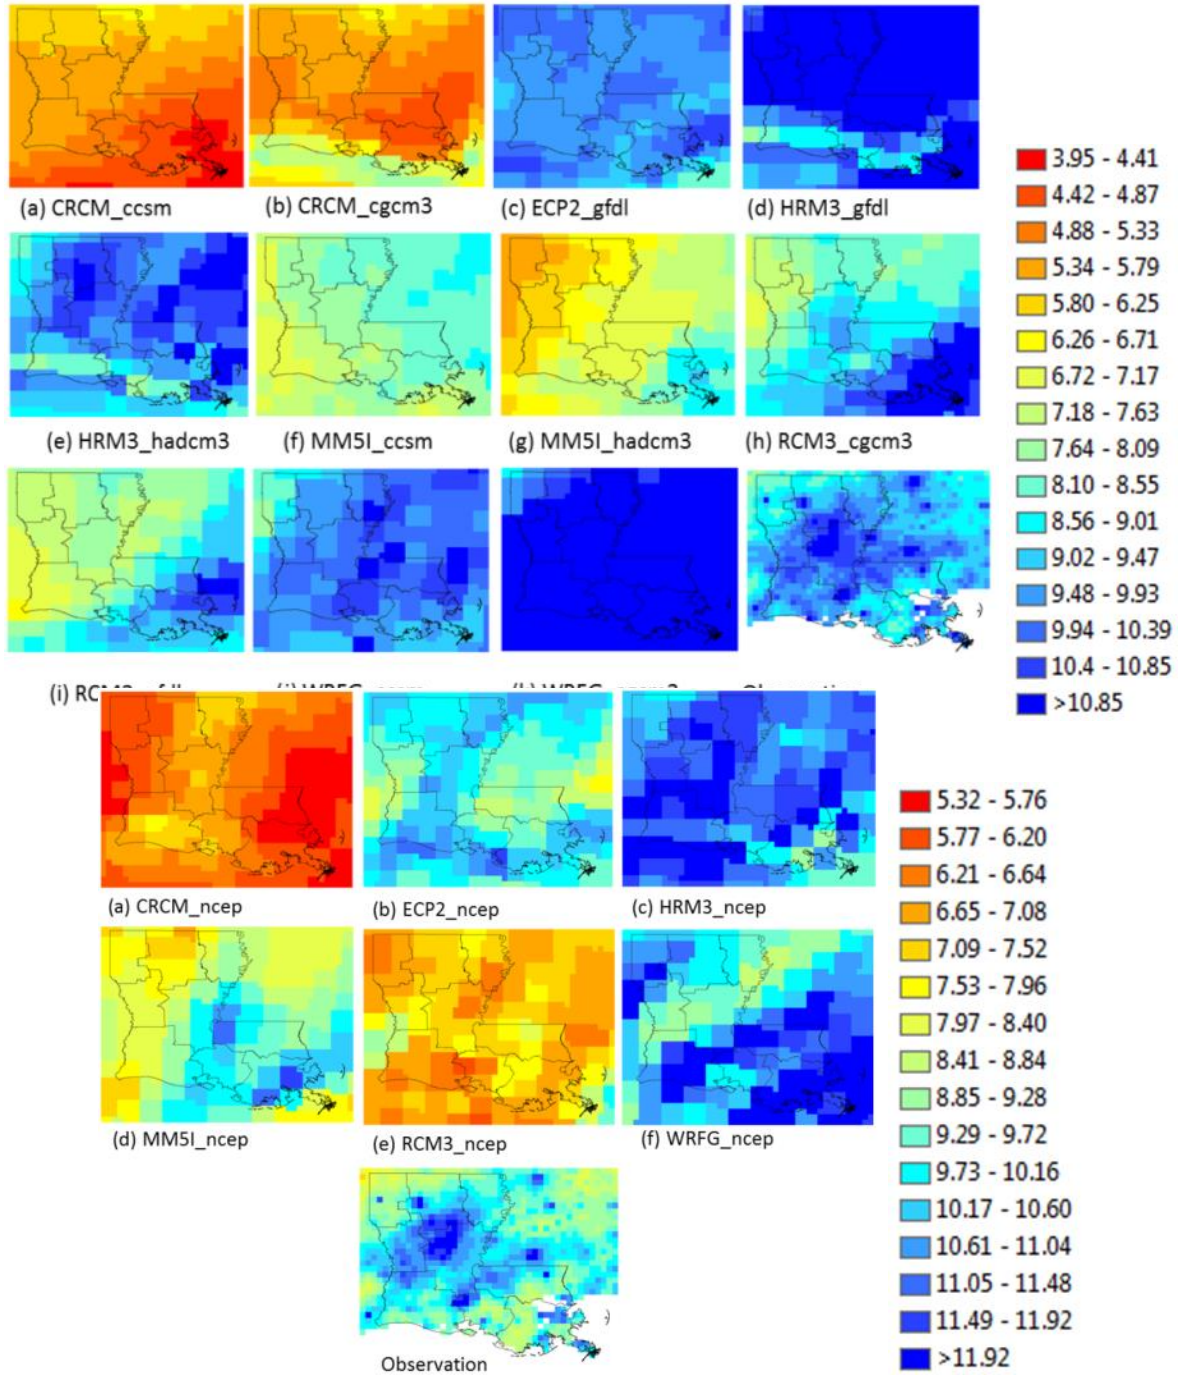 (a) CRCM_ccsm
(b) CRCM_cgcm3
(c) ECP2_gfdl
(d) HRM3_gfdl
3.95 - 4.41
4.42 - 4.87
4.88 - 5.33
5.34 - 5.79
5.80 - 6.25
6.26 - 6.71
6.72 - 7.17
7.18 - 7.63
7.64 - 8.09
8.10 - 8.55
8.56 - 9.01
9.02 - 9.47
9.48 - 9.93
9.94 - 10.39
10.4 - 10.85
>10.85
(e) HRM3_hadcm3
(f) MM5I_ccsm
(g) MM5I_hadcm3
(h) RCM3_cgcm3
(i)
(a) CRCM_ncep
(b) ECP2_ncep
(c) HRM3_ncep
(d) MM5I_ncep
(e) RCM3_ncep
(f) WRFG_ncep
Observation
5.32 - 5.76
5.77 - 6.20
6.21 - 6.64
6.65 - 7.08
7.09 - 7.52
7.53 - 7.96
7.97 - 8.40
8.41 - 8.84
8.85 - 9.28
9.29 - 9.72
9.73 - 10.16
10.17 - 10.60
10.61 - 11.04
11.05 - 11.48
11.49 - 11.92
>11.92